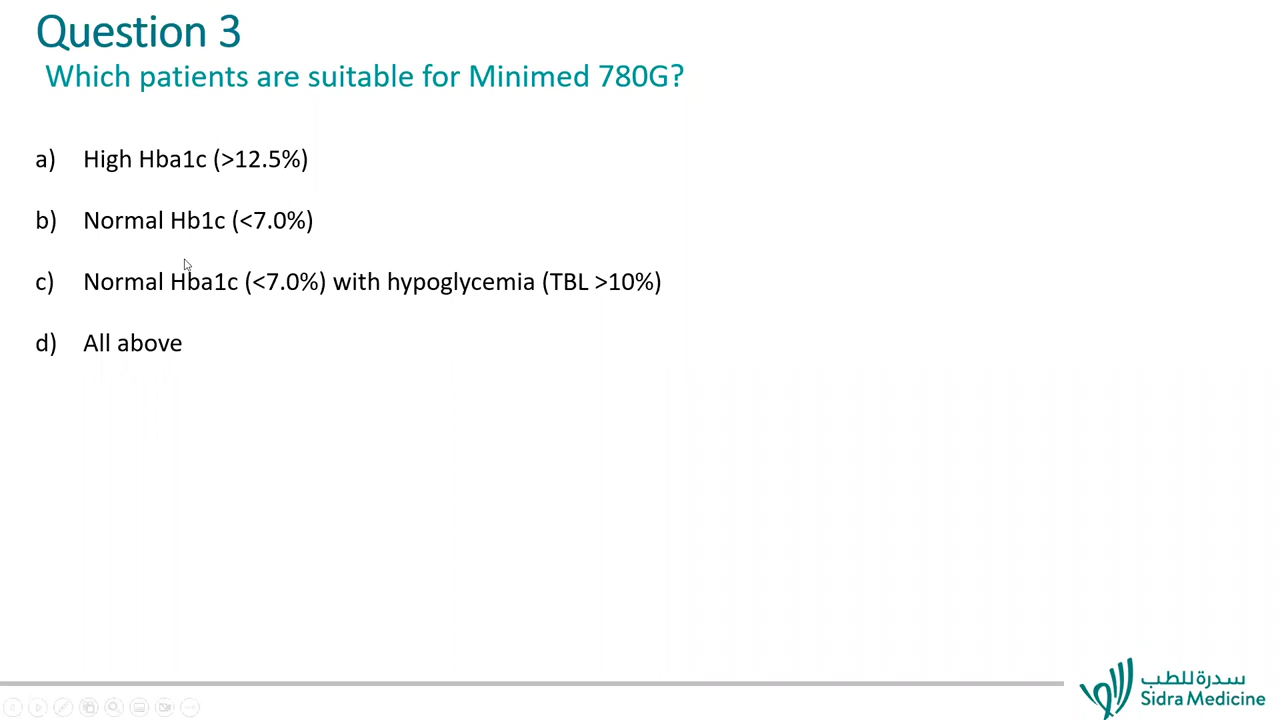 Question 3
Which patients are suitable for Minimed 780G?
a) High Hba1c (>12.5%)
b) Normal Hb1c (<7.0%)
c) Normal Hba1c (<7.0%) with hypoglycemia (TBL >10%)
d) All above
سدرة للطب
Sidra Medicine